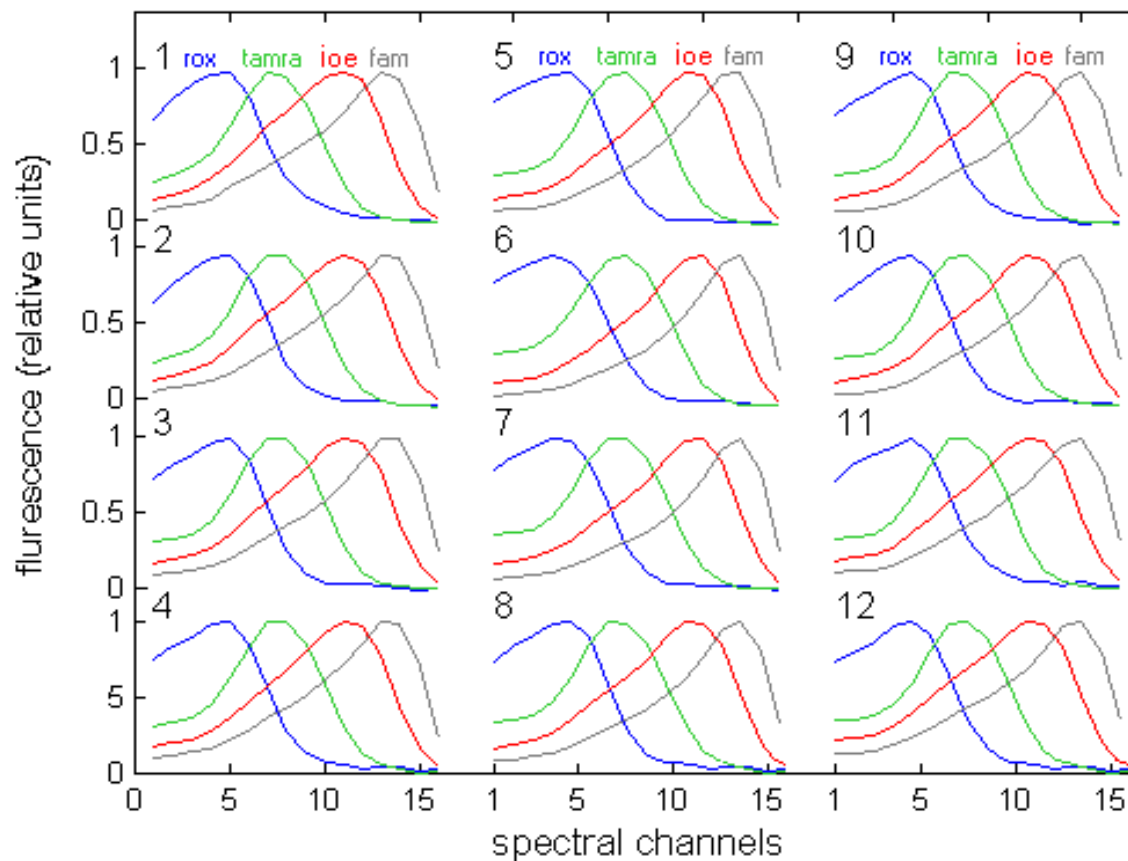 1 rox tamra ioe fam 5 rox tamra ioe fam 9 rox tamra ioe fam
1
0.5
0
2 6 10
1
0.5
0
3 7 11
1
0.5
0
4 8 12
1
5
0
0 5 10 15 1 5 10 15 1 5 10 15
spectral channels
flurescence (relative units)